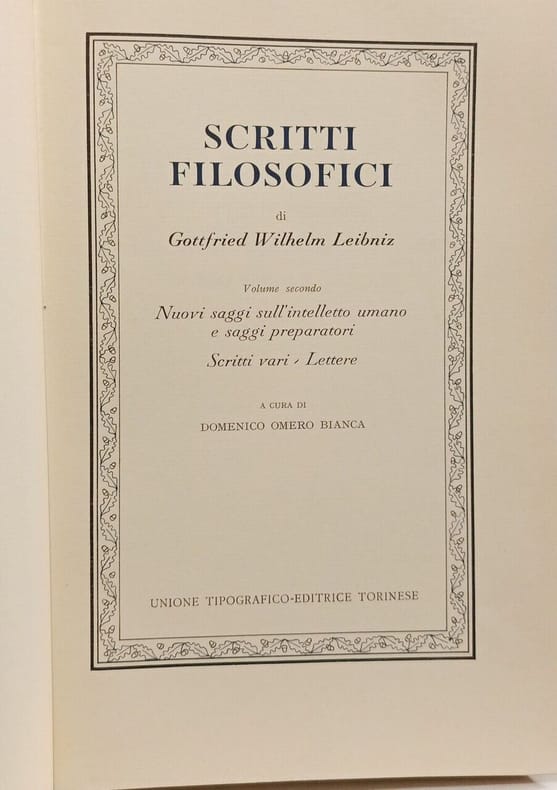 SCRITTI
FILOSOFICI
di
Gottfried Wilhelm Leibniz
Volume secondo
Nuovi saggi sull'intelletto umano
e saggi preparatori
Scritti vari - Lettere
A CURA DI
DOMENICO OMERO BIANCA
UNIONE TIPOGRAFICO-EDITRICE TORINESE